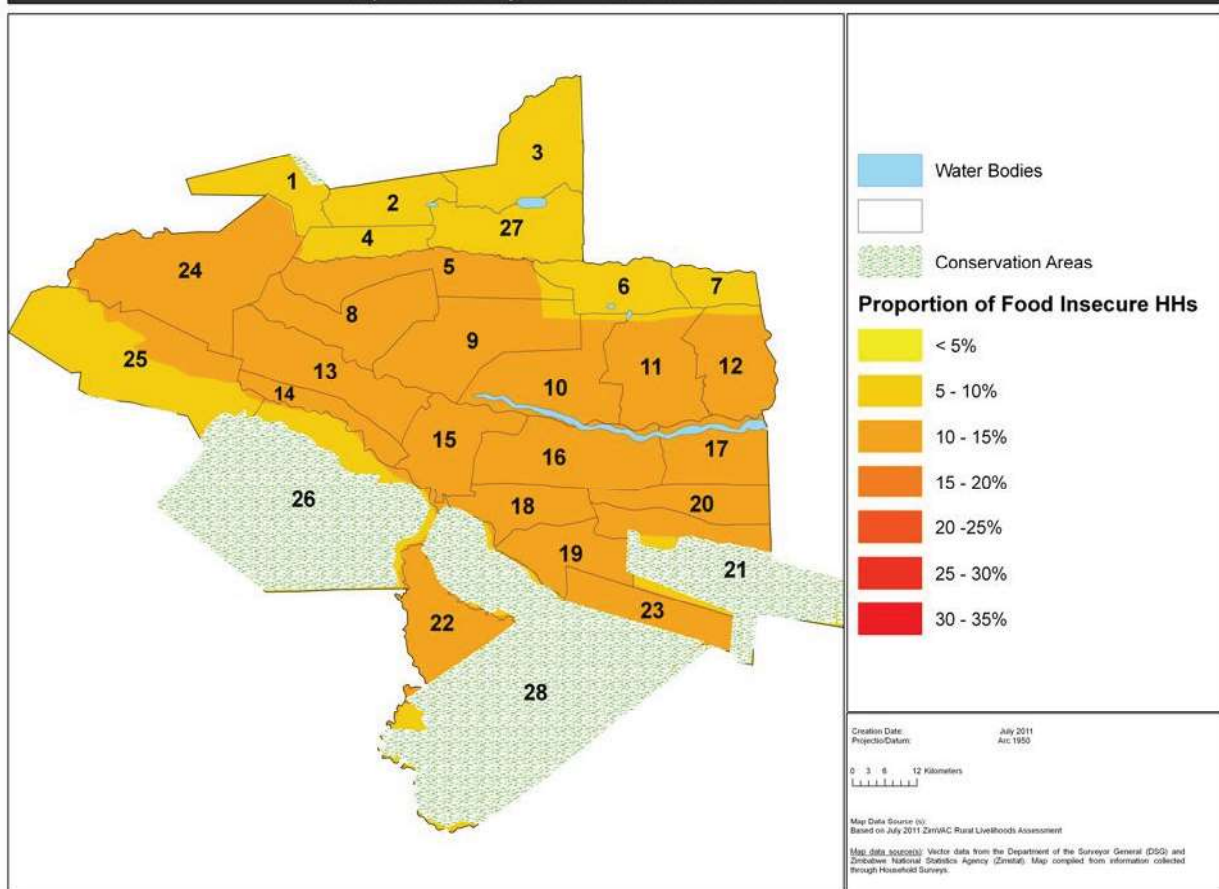 3
1
2
27
4
5
24
6
7
8
25
9
13
10
11
12
14
15
16
17
26
18
20
19
21
23
22
28
Water Bodies
Conservation Areas
Proportion of Food Insecure HHs
< 5%
5 - 10%
10 - 15%
15 - 20%
20 -25%
25 - 30%
30 - 35%
Creation Date: July 2011
Projectio/Datum: Arc 1950
0 3 6 12 Kilometers
Map Data Source (s):
Based on July 2011 ZimVAC Rural Livelihoods Assessment
Map data source(s): Vector data from the Department of the Surveyor General (DSG) and
Zimbabwe National Statistics Agency (Zimstat). Map compiled from information collected
through Household Surveys.